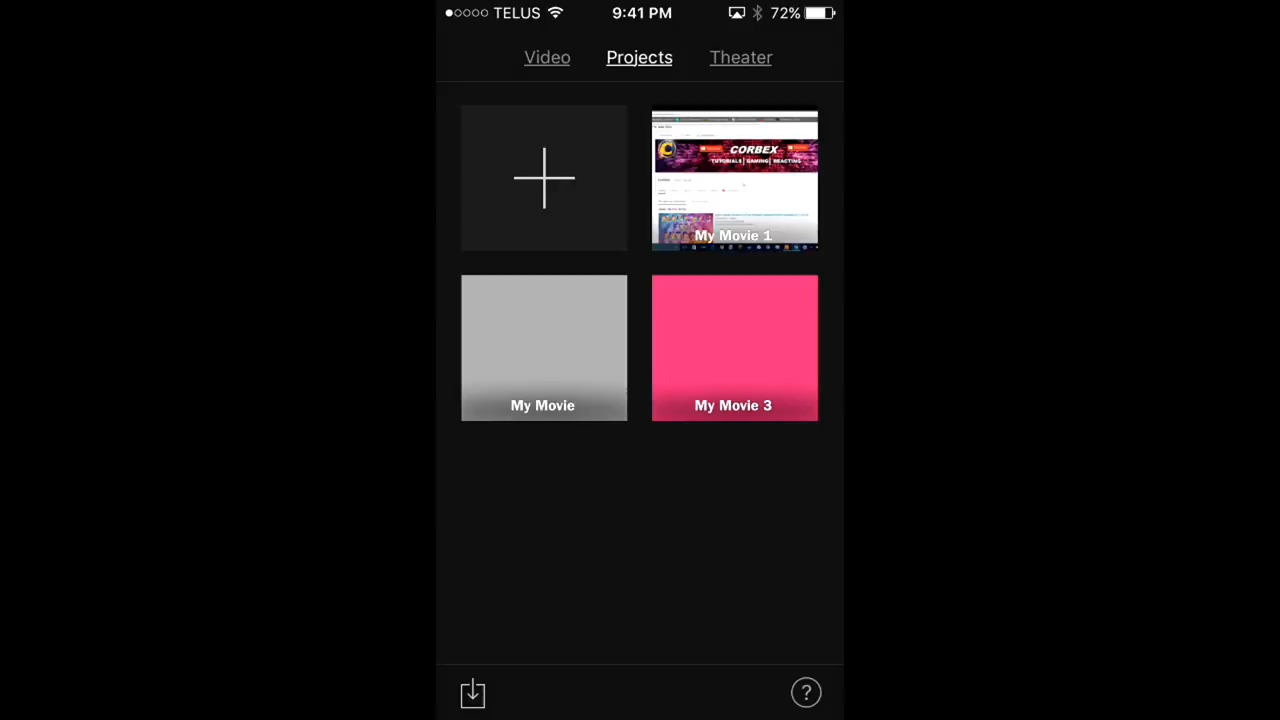 TELUS 9:41 PM 72%
Video Projects Theater
CORBEX
TUTORIALS| GAMING| REACTING
My Movie 1
My Movie
My Movie 3
?